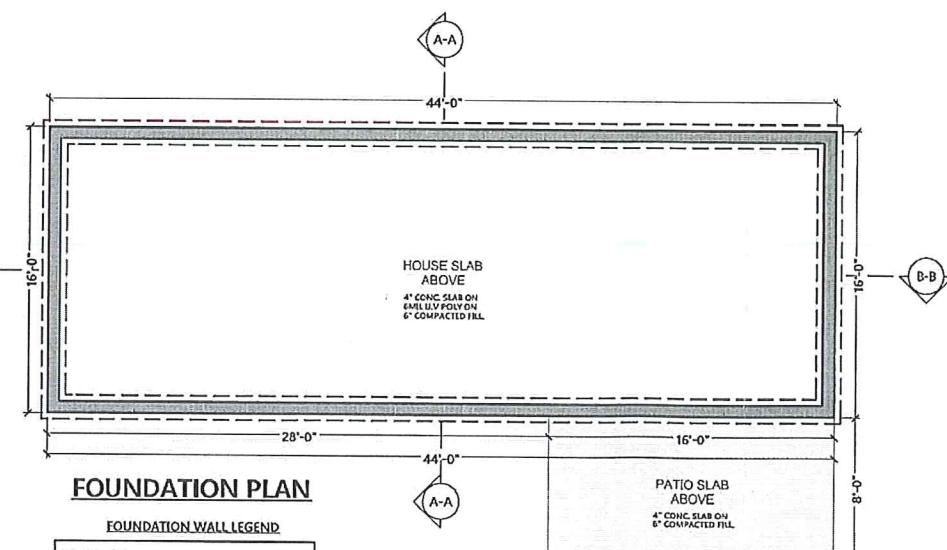 A-A
44'-0"
16'-0"
16'-0"
B-B
HOUSE SLAB
ABOVE
4" CONC. SLAB ON
6MIL U.V POLY ON
6" COMPACTED FILL
28'-0"
16'-0"
44'-0"
FOUNDATION PLAN
A-A
PATIO SLAB
ABOVE
8'-0"
4" CONC. SLAB ON
6" COMPACTED FILL
FOUNDATION WALL LEGEND